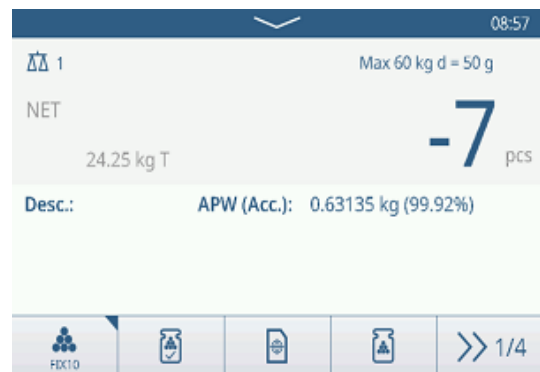 08:57
1 Max 60 kg d = 50 g
NET
-7 pcs
24.25 kg T
Desc.: APW (Acc.): 0.63135 kg (99.92%)
FIX10 1/4